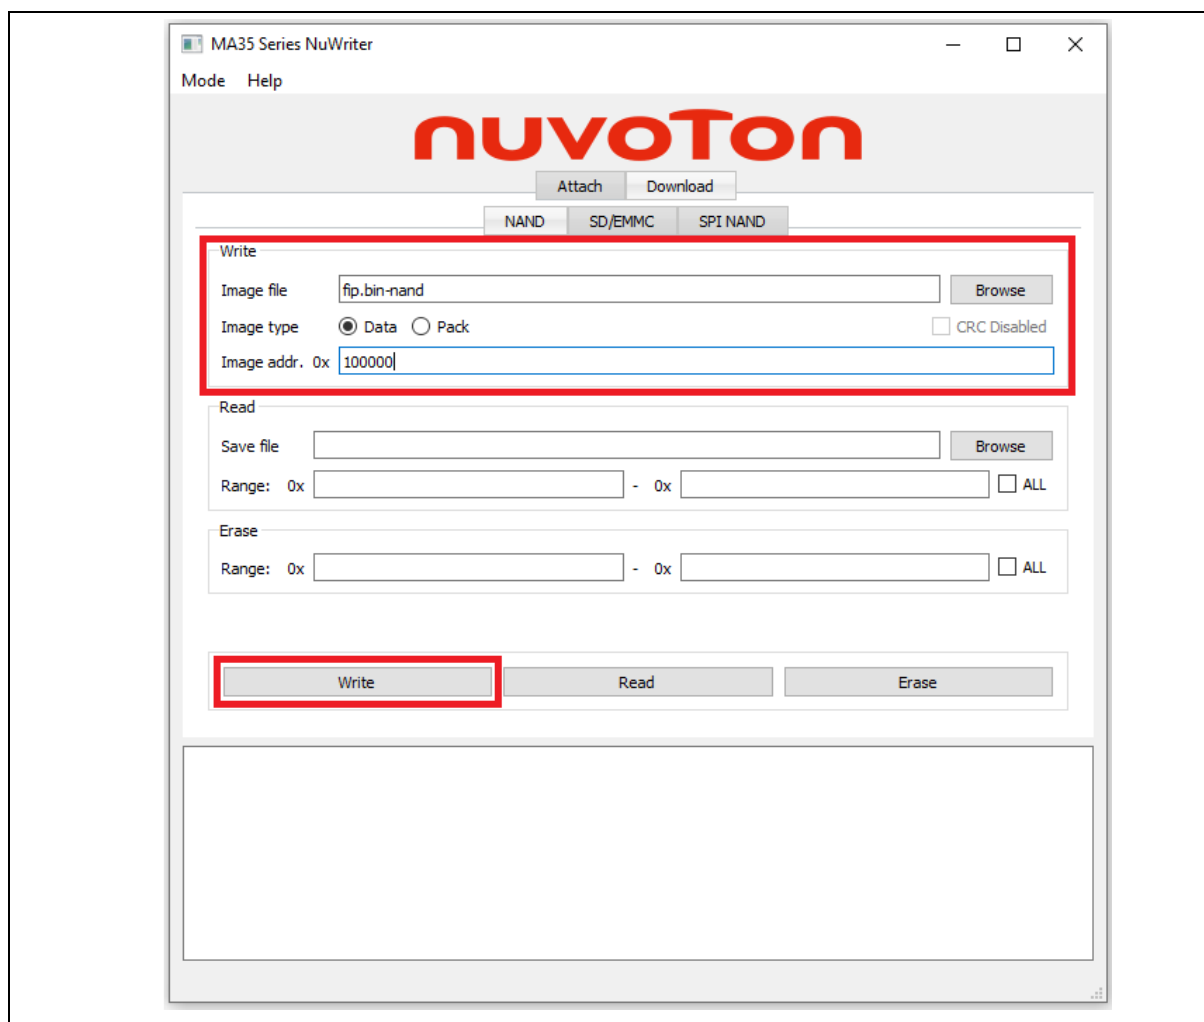 MA35 Series NuWriter
Mode Help
nuvoTon
Attach Download
NAND SD/EMMC SPI NAND
Write
Image file fip.bin-nand Browse
Image type Data Pack CRC Disabled
Image addr. 0x 100000
Read
Save file Browse
Range: 0x - 0x ALL
Erase
Range: 0x - 0x ALL
Write Read Erase